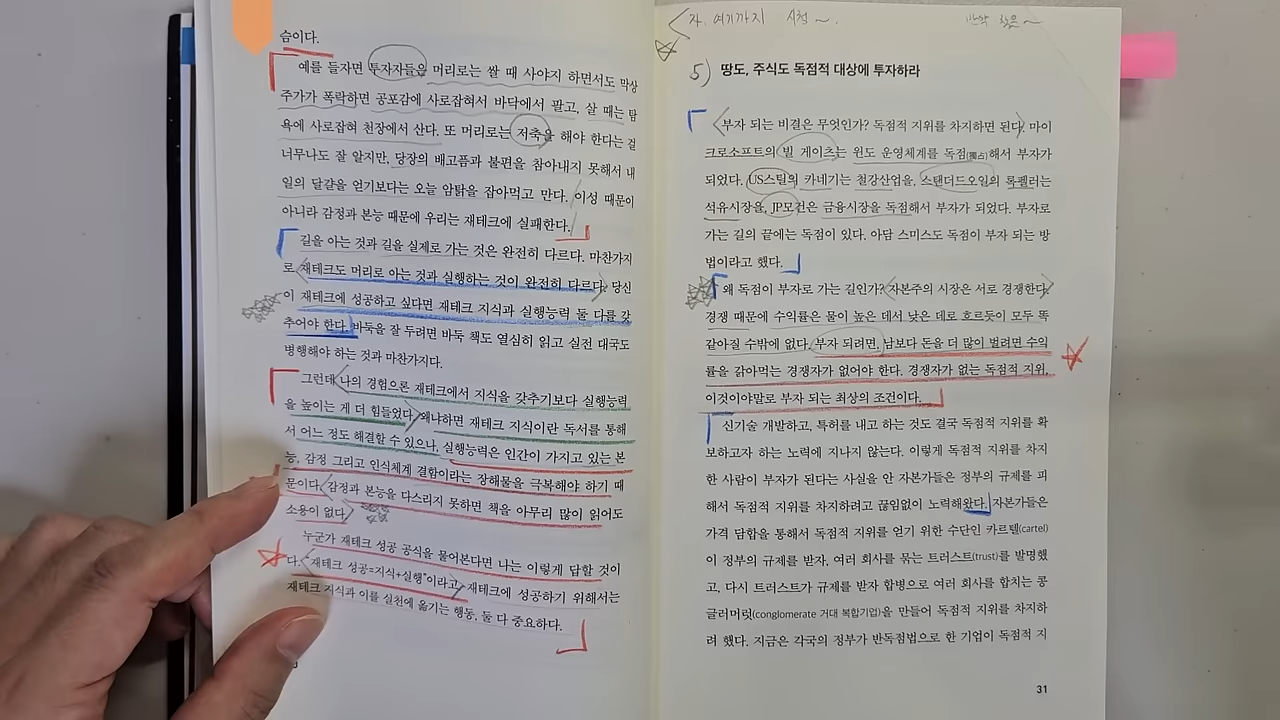 슴이다.
예를 들자면 투자자들은 머리로는 쌀 때 사야지 하면서도 막상
주가가 폭락하면 공포감에 사로잡혀서 바닥에서 팔고, 살 때는 탐
욕에 사로잡혀 천장에서 산다. 또 머리로는 저축을 해야 한다는 걸
너무나도 잘 알지만, 당장의 배고픔과 불편을 참아내지 못해서 내
일의 달걀을 얻기보다는 오늘 암탉을 잡아먹고 만다. 이성 때문이
아니라 감정과 본능 때문에 우리는 재테크에 실패한다.
길을 아는 것과 길을 실제로 가는 것은 완전히 다르다. 마찬가지
로 재테크도 머리로 아는 것과 실행하는 것이 완전히 다르다. 당신
이 재테크에 성공하고 싶다면 재테크 지식과 실행능력 둘 다를 갖
추어야 한다. 바둑을 잘 두려면 바둑 책도 열심히 읽고 실전 대국도
병행해야 하는 것과 마찬가지다.
그런데 나의 경험으론 재테크에서 지식을 갖추기보다 실행능력
을 높이는 게 더 힘들었다. 왜냐하면 재테크 지식이란 독서를 통해
서 어느 정도 해결할 수 있으나, 실행능력은 인간이 가지고 있는 본
능, 감정 그리고 인식체계 결함이라는 장해물을 극복해야 하기 때
문이다. 감정과 본능을 다스리지 못하면 책을 아무리 많이 읽어도
소용이 없다.
누군가 재테크 성공 공식을 물어본다면 나는 이렇게 답할 것이
다. "재테크 성공=지식+실행"이라고. 재테크에 성공하기 위해서는
재테크 지식과 이를 실천에 옮기는 행동, 둘 다 중요하다.
자. 여기까지 시청~.
만약 찾은~
5) 땅도, 주식도 독점적 대상에 투자하라
부자 되는 비결은 무엇인가? 독점적 지위를 차지하면 된다. 마이
크로소프트의 빌 게이츠는 윈도 운영체계를 독점(獨占)해서 부자가
되었다. US스틸의 카네기는 철강산업을, 스탠더드오일의 록펠러는
석유시장을, JP모건은 금융시장을 독점해서 부자가 되었다. 부자로
가는 길의 끝에는 독점이 있다. 아담 스미스도 독점이 부자 되는 방
법이라고 했다.
왜 독점이 부자로 가는 길인가? 자본주의 시장은 서로 경쟁한다.
경쟁 때문에 수익률은 물이 높은 데서 낮은 데로 흐르듯이 모두 똑
같아질 수밖에 없다. 부자 되려면, 남보다 돈을 더 많이 벌려면 수익
률을 갉아먹는 경쟁자가 없어야 한다. 경쟁자가 없는 독점적 지위,
이것이야말로 부자 되는 최상의 조건이다.
신기술 개발하고, 특허를 내고 하는 것도 결국 독점적 지위를 확
보하고자 하는 노력에 지나지 않는다. 이렇게 독점적 지위를 차지
한 사람이 부자가 된다는 사실을 안 자본가들은 정부의 규제를 피
해서 독점적 지위를 차지하려고 끊임없이 노력해왔다. 자본가들은
가격 담합을 통해서 독점적 지위를 얻기 위한 수단인 카르텔(cartel)
이 정부의 규제를 받자, 여러 회사를 묶는 트러스트(trust)를 발명했
고, 다시 트러스트가 규제를 받자 합병으로 여러 회사를 합치는 콩
글러머릿(conglomerate 거대 복합기업)을 만들어 독점적 지위를 차지하
려 했다. 지금은 각국의 정부가 반독점법으로 한 기업이 독점적 지
31